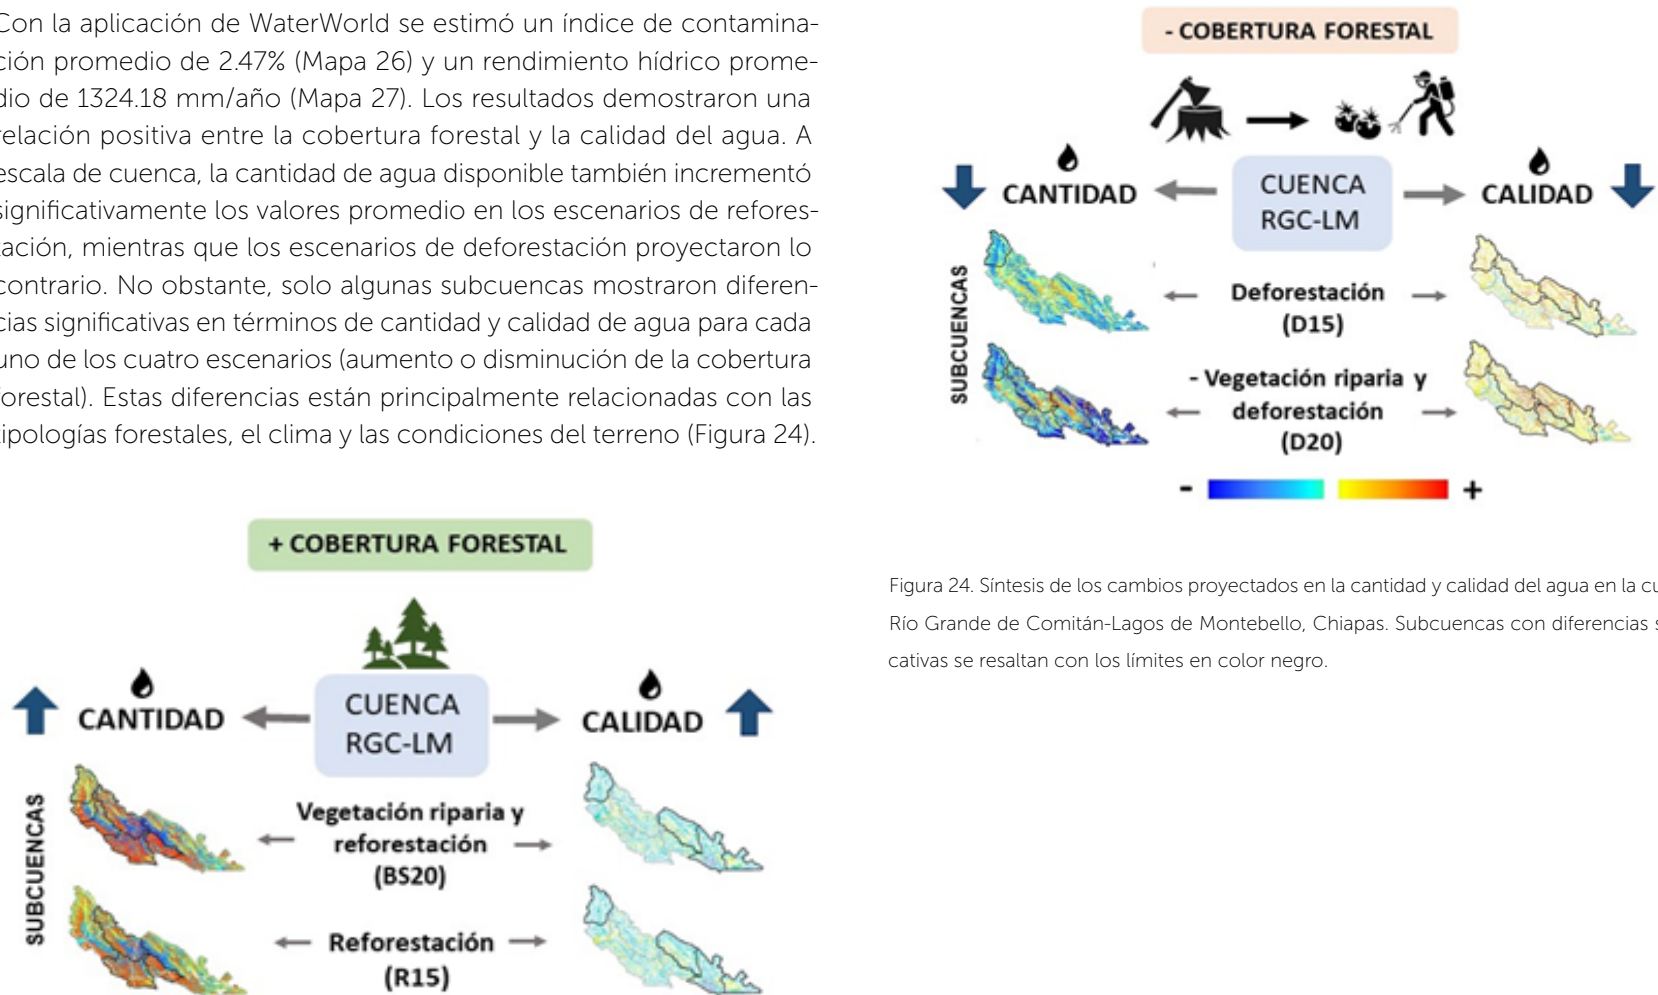 Con la aplicación de WaterWorld se estimó un índice de contamina-
ción promedio de 2.47% (Mapa 26) y un rendimiento hídrico prome-
dio de 1324.18 mm/año (Mapa 27). Los resultados demostraron una
relación positiva entre la cobertura forestal y la calidad del agua. A
escala de cuenca, la cantidad de agua disponible también incrementó
significativamente los valores promedio en los escenarios de refores-
tación, mientras que los escenarios de deforestación proyectaron lo
contrario. No obstante, solo algunas subcuencas mostraron diferen-
cias significativas en términos de cantidad y calidad de agua para cada
uno de los cuatro escenarios (aumento o disminución de la cobertura
forestal). Estas diferencias están principalmente relacionadas con las
tipologías forestales, el clima y las condiciones del terreno (Figura 24).
+ COBERTURA FORESTAL
CANTIDAD
CUENCA
RGC-LM
CALIDAD
SUBCUENCAS
Vegetación riparia y
reforestación
(BS20)
Reforestación
(R15)
- COBERTURA FORESTAL
CANTIDAD
CUENCA
RGC-LM
CALIDAD
SUBCUENCAS
Deforestación
(D15)
- Vegetación riparia y
deforestación
(D20)
- +
Figura 24. Síntesis de los cambios proyectados en la cantidad y calidad del agua en la cu
Río Grande de Comitán-Lagos de Montebello, Chiapas. Subcuencas con diferencias s
cativas se resaltan con los límites en color negro.